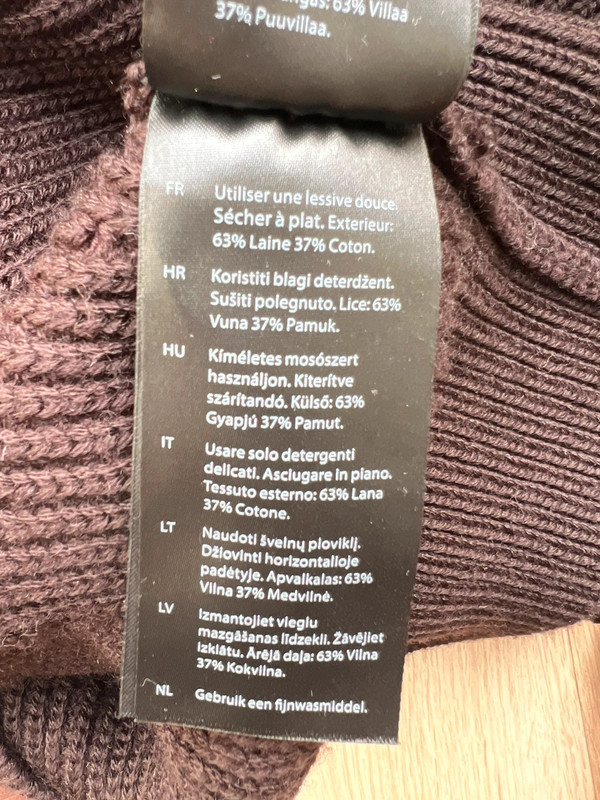 63% Villaa
37% Puuvillaa.
FR
Utiliser une lessive douce.
Sécher à plat. Exterieur:
63% Laine 37% Coton.
HR
Koristiti blagi deterdžent.
Sušiti polegnuto. Lice: 63%
Vuna 37% Pamuk.
HU
Kíméletes mosószert
használjon. Kiterítve
szárítandó. Külső: 63%
Gyapjú 37% Pamut.
IT
Usare solo detergenti
delicati. Asciugare in piano.
Tessuto esterno: 63% Lana
37% Cotone.
LT
Naudoti švelnų ploviklį.
Džiovinti horizontalioje
padėtyje. Apvalkalas: 63%
Vilna 37% Medvilnė.
LV
Izmantojiet vieglu
mazgāšanas līdzekli. Žāvējiet
izklātu. Ārējā daļa: 63% Vilna
37% Kokvilna.
NL
Gebruik een fijnwasmiddel.